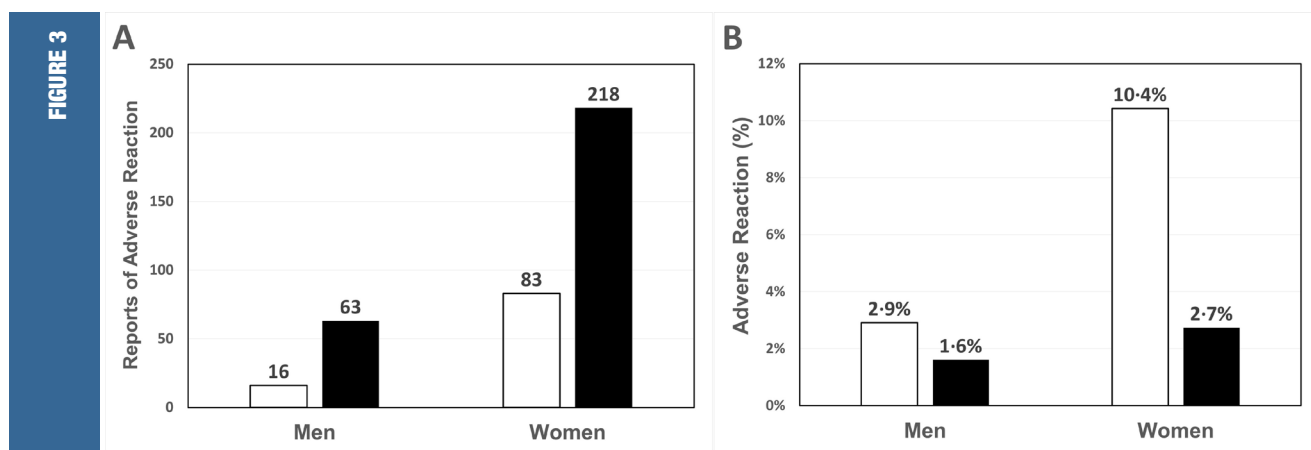 FIGURE 3
A
Reports of Adverse Reaction
250
200
150
100
50
0
16
63
83
218
Men
Women
B
Adverse Reaction (%)
12%
10%
8%
6%
4%
2%
0%
2·9%
1·6%
10·4%
2·7%
Men
Women